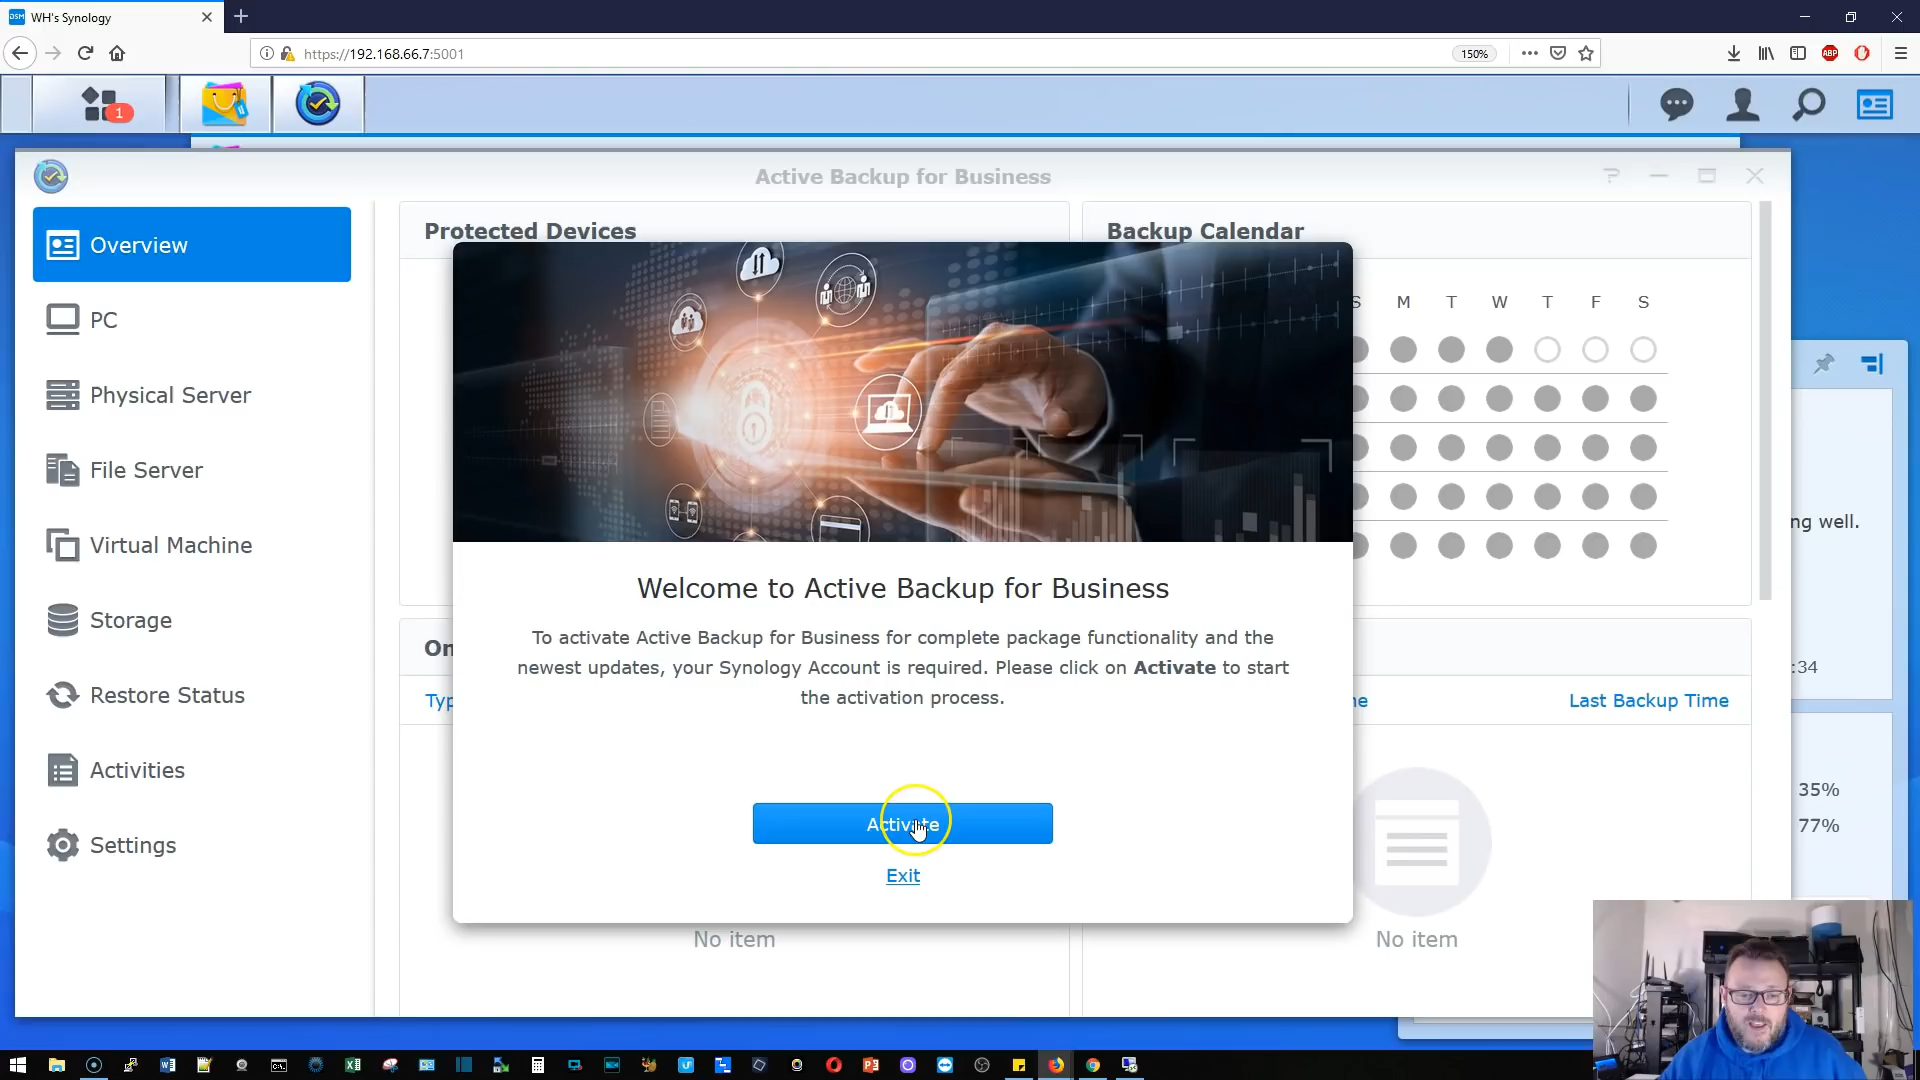 WH's Synology
https://192.168.66.7:5001
150%
ABP
1
Active Backup for Business
Overview
PC
Physical Server
File Server
Virtual Machine
Storage
Restore Status
Activities
Settings
Protected Devices
Backup Calendar
S M T W T F S
Welcome to Active Backup for Business
To activate Active Backup for Business for complete package functionality and the
newest updates, your Synology Account is required. Please click on Activate to start
the activation process.
Activate
Exit
On
Typ
ne
Last Backup Time
No item
No item
ng well.
:34
35%
77%